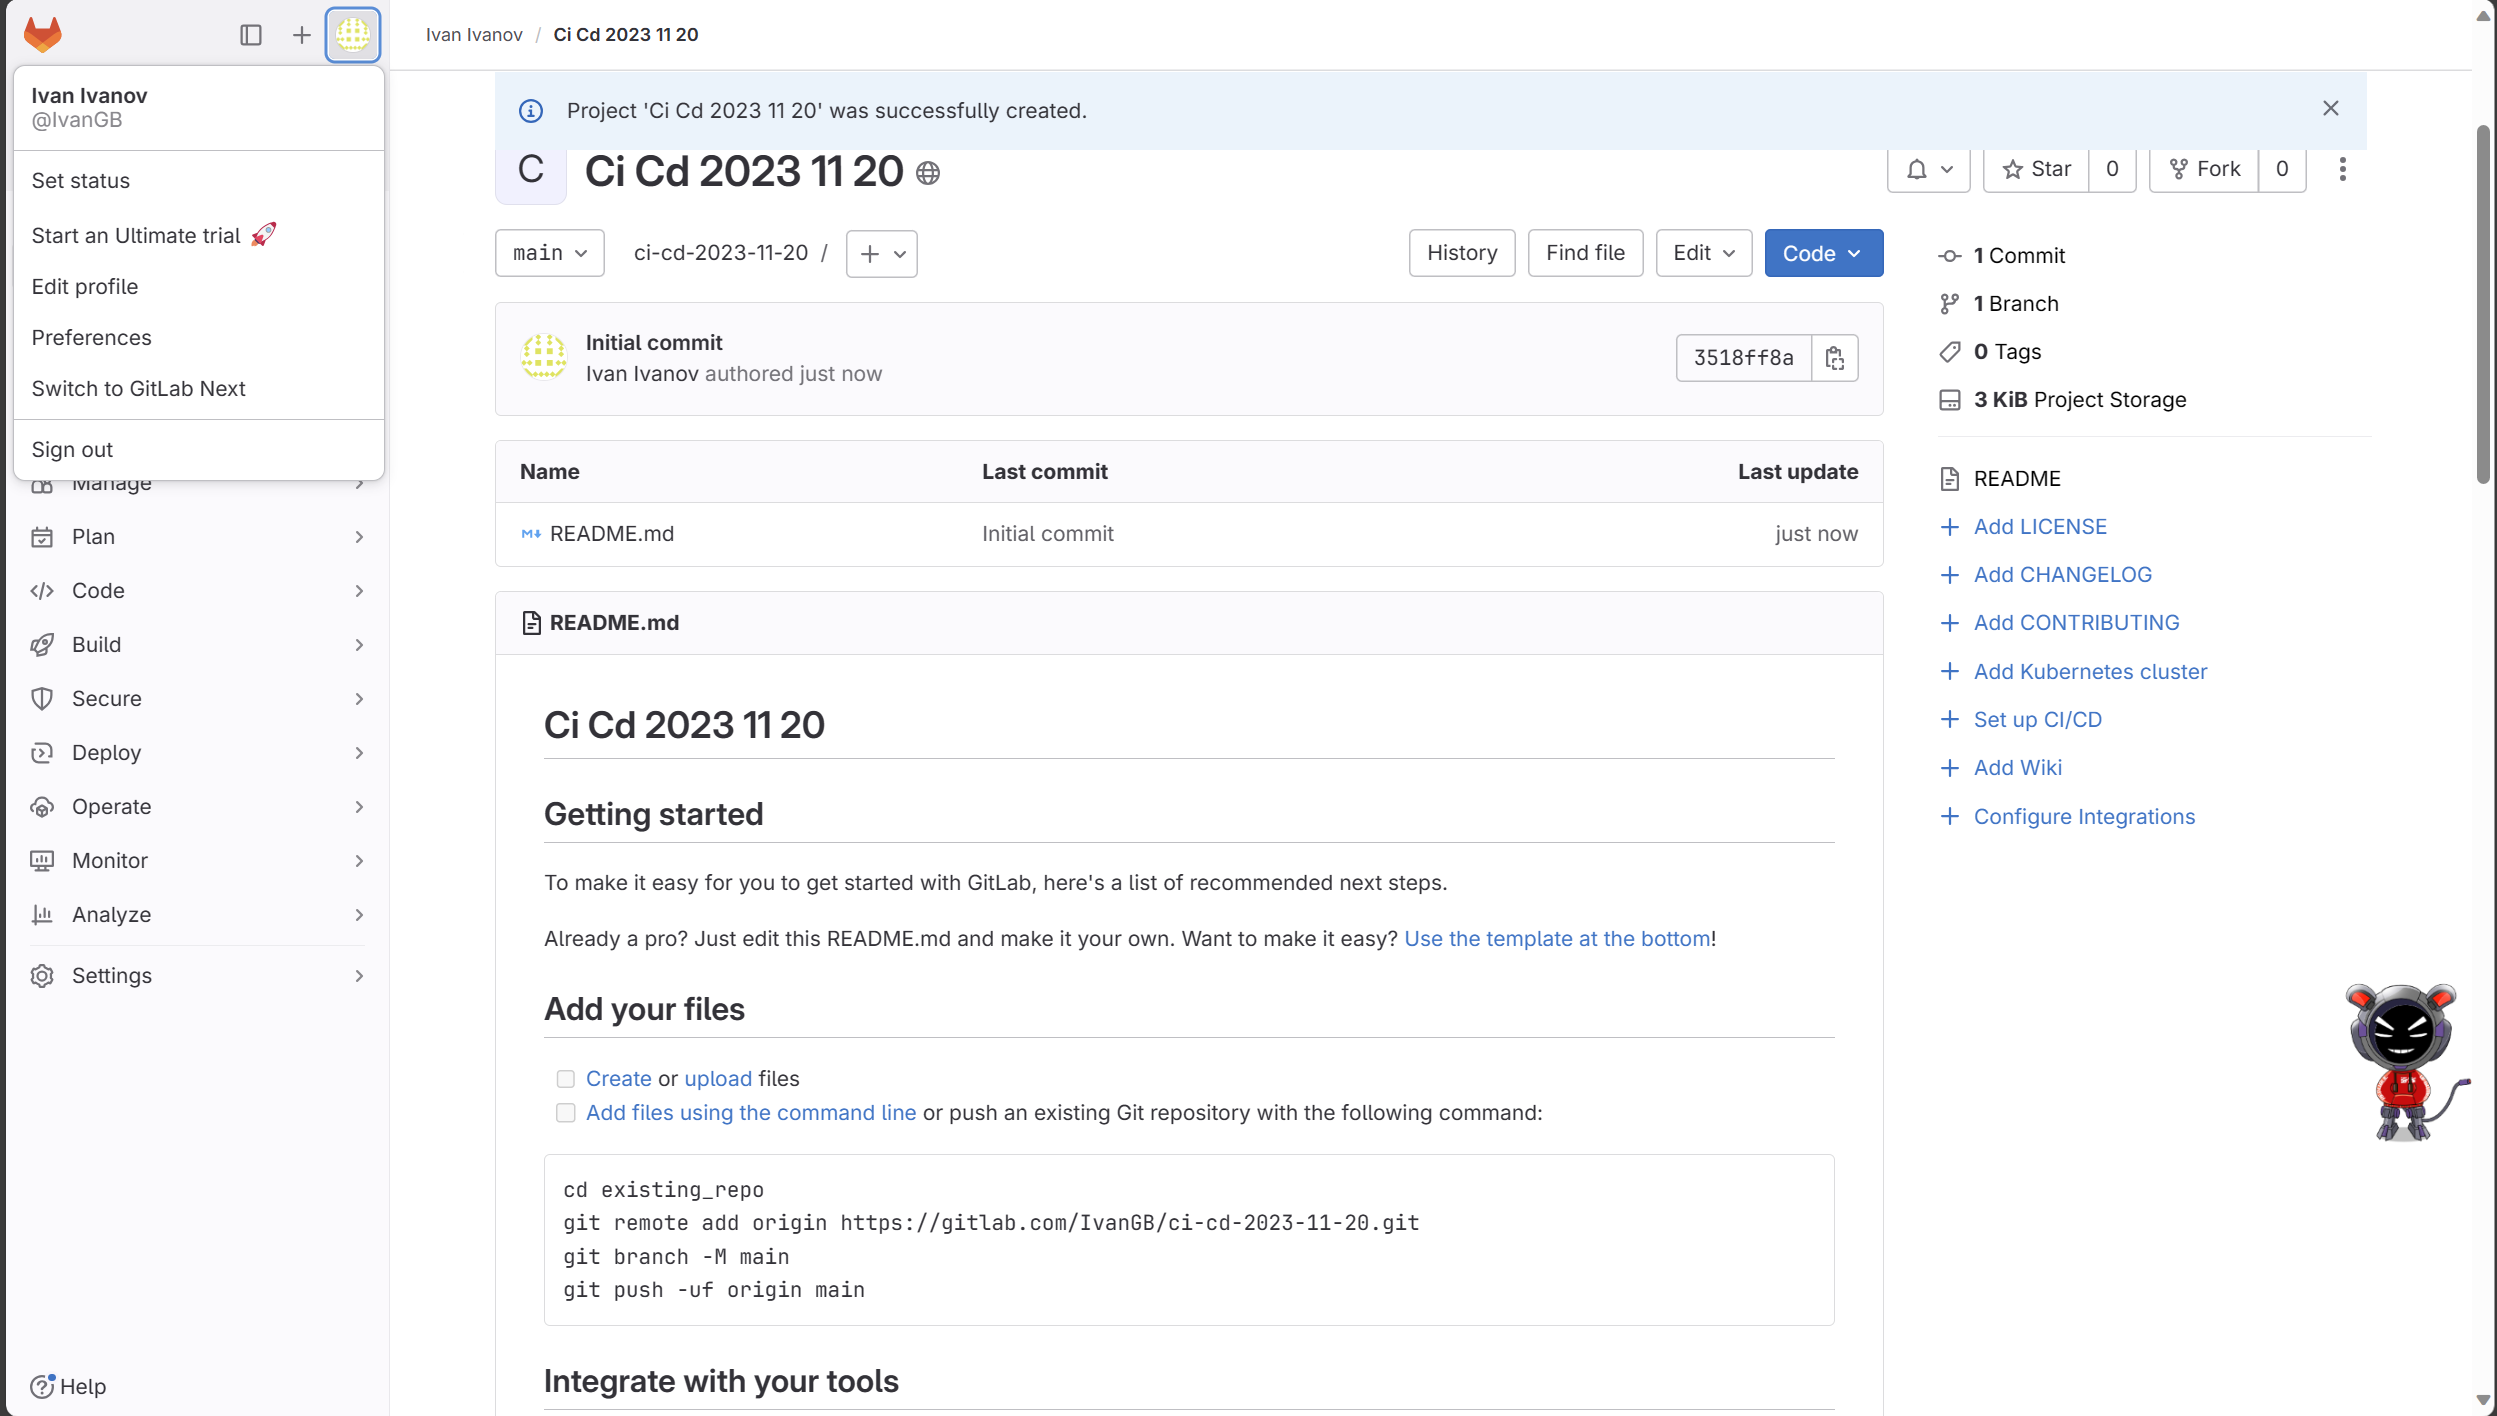 Ivan Ivanov / Ci Cd 2023 11 20
Ivan Ivanov
@IvanGB
Set status
Start an Ultimate trial 🚀
Edit profile
Preferences
Switch to GitLab Next
Sign out
Manage
Plan
Code
Build
Secure
Deploy
Operate
Monitor
Analyze
Settings
Help
Project 'Ci Cd 2023 11 20' was successfully created.
C
Ci Cd 2023 11 20
Star 0
Fork 0
main
ci-cd-2023-11-20 /
History
Find file
Edit
Code
Initial commit
Ivan Ivanov authored just now
3518ff8a
Name Last commit Last update
README.md Initial commit just now
README.md
Ci Cd 2023 11 20
Getting started
To make it easy for you to get started with GitLab, here's a list of recommended next steps.
Already a pro? Just edit this README.md and make it your own. Want to make it easy? Use the template at the bottom!
Add your files
Create or upload files
Add files using the command line or push an existing Git repository with the following command:
cd existing_repo
git remote add origin https://gitlab.com/IvanGB/ci-cd-2023-11-20.git
git branch -M main
git push -uf origin main
Integrate with your tools
1 Commit
1 Branch
0 Tags
3 KiB Project Storage
README
Add LICENSE
Add CHANGELOG
Add CONTRIBUTING
Add Kubernetes cluster
Set up CI/CD
Add Wiki
Configure Integrations